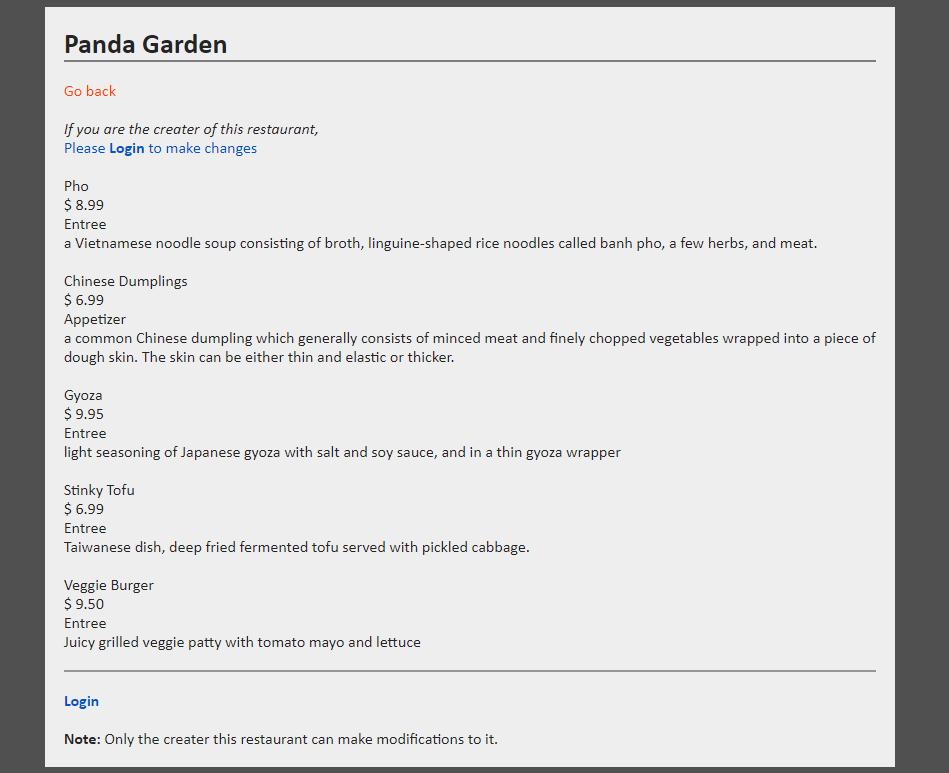 Panda Garden
Go back
If you are the creater of this restaurant,
Please Login to make changes
Pho
$ 8.99
Entree
a Vietnamese noodle soup consisting of broth, linguine-shaped rice noodles called banh pho, a few herbs, and meat.
Chinese Dumplings
$ 6.99
Appetizer
a common Chinese dumpling which generally consists of minced meat and finely chopped vegetables wrapped into a piece of
dough skin. The skin can be either thin and elastic or thicker.
Gyoza
$ 9.95
Entree
light seasoning of Japanese gyoza with salt and soy sauce, and in a thin gyoza wrapper
Stinky Tofu
$ 6.99
Entree
Taiwanese dish, deep fried fermented tofu served with pickled cabbage.
Veggie Burger
$ 9.50
Entree
Juicy grilled veggie patty with tomato mayo and lettuce
Login
Note: Only the creater this restaurant can make modifications to it.